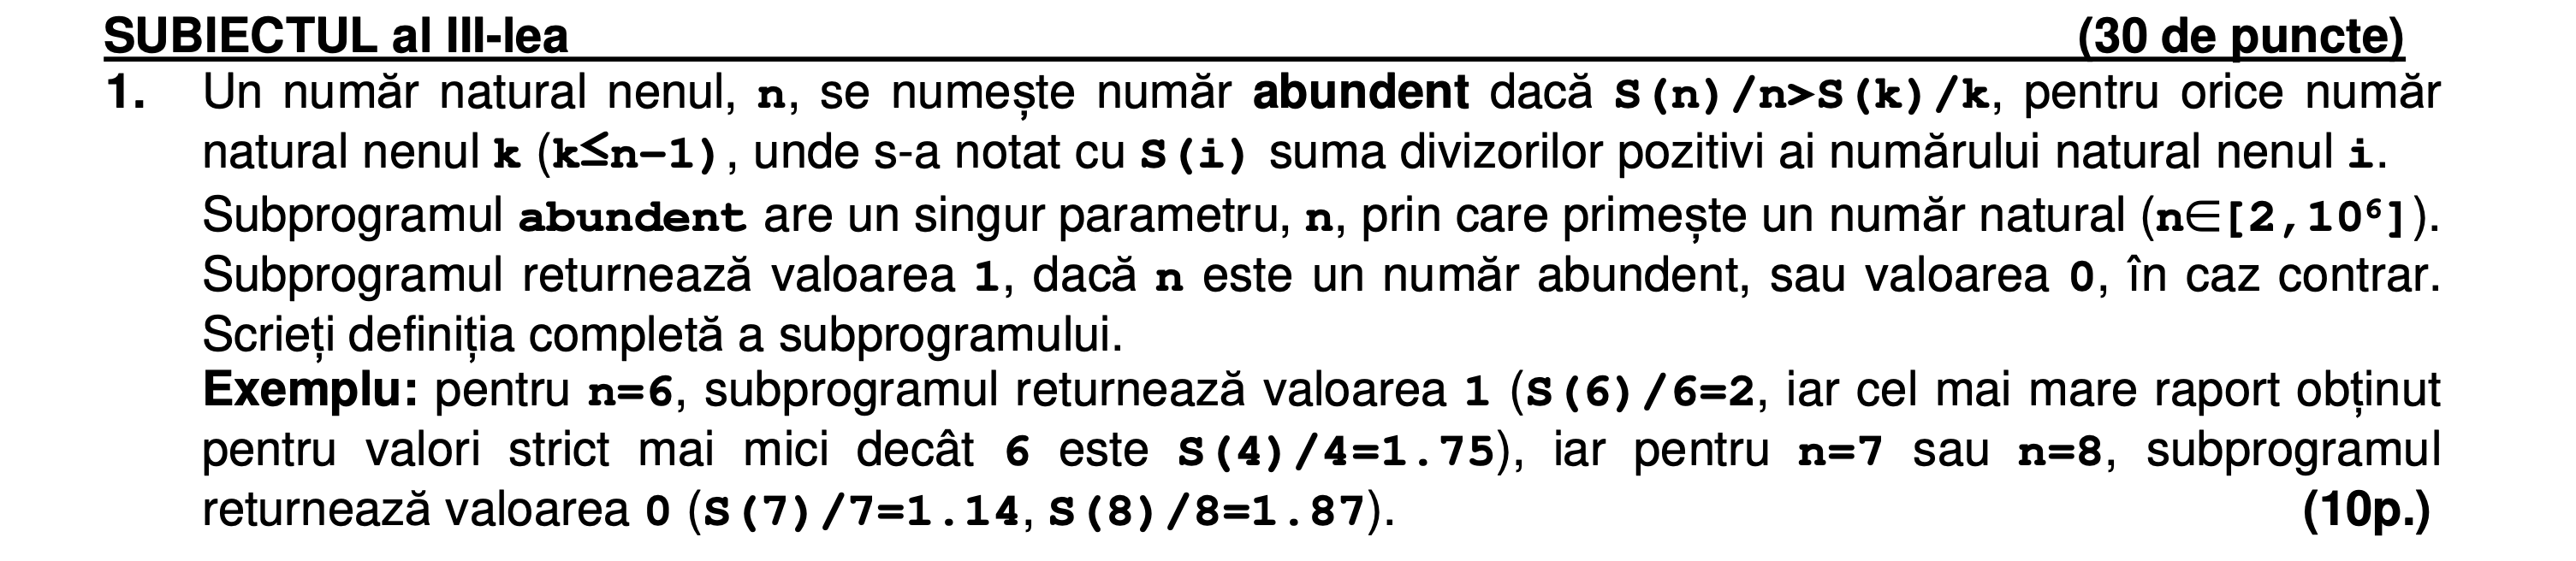 SUBIECTUL al III-lea (30 de puncte)
1. Un număr natural nenul, n, se numește număr abundent dacă S(n)/n>S(k)/k, pentru orice număr
natural nenul k (k≤n-1), unde s-a notat cu S(i) suma divizorilor pozitivi ai numărului natural nenul i.
Subprogramul abundent are un singur parametru, n, prin care primește un număr natural (n∈[2,10⁶]).
Subprogramul returnează valoarea 1, dacă n este un număr abundent, sau valoarea 0, în caz contrar.
Scrieți definiția completă a subprogramului.
Exemplu: pentru n=6, subprogramul returnează valoarea 1 (S(6)/6=2, iar cel mai mare raport obținut
pentru valori strict mai mici decât 6 este S(4)/4=1.75), iar pentru n=7 sau n=8, subprogramul
returnează valoarea 0 (S(7)/7=1.14, S(8)/8=1.87). (10p.)